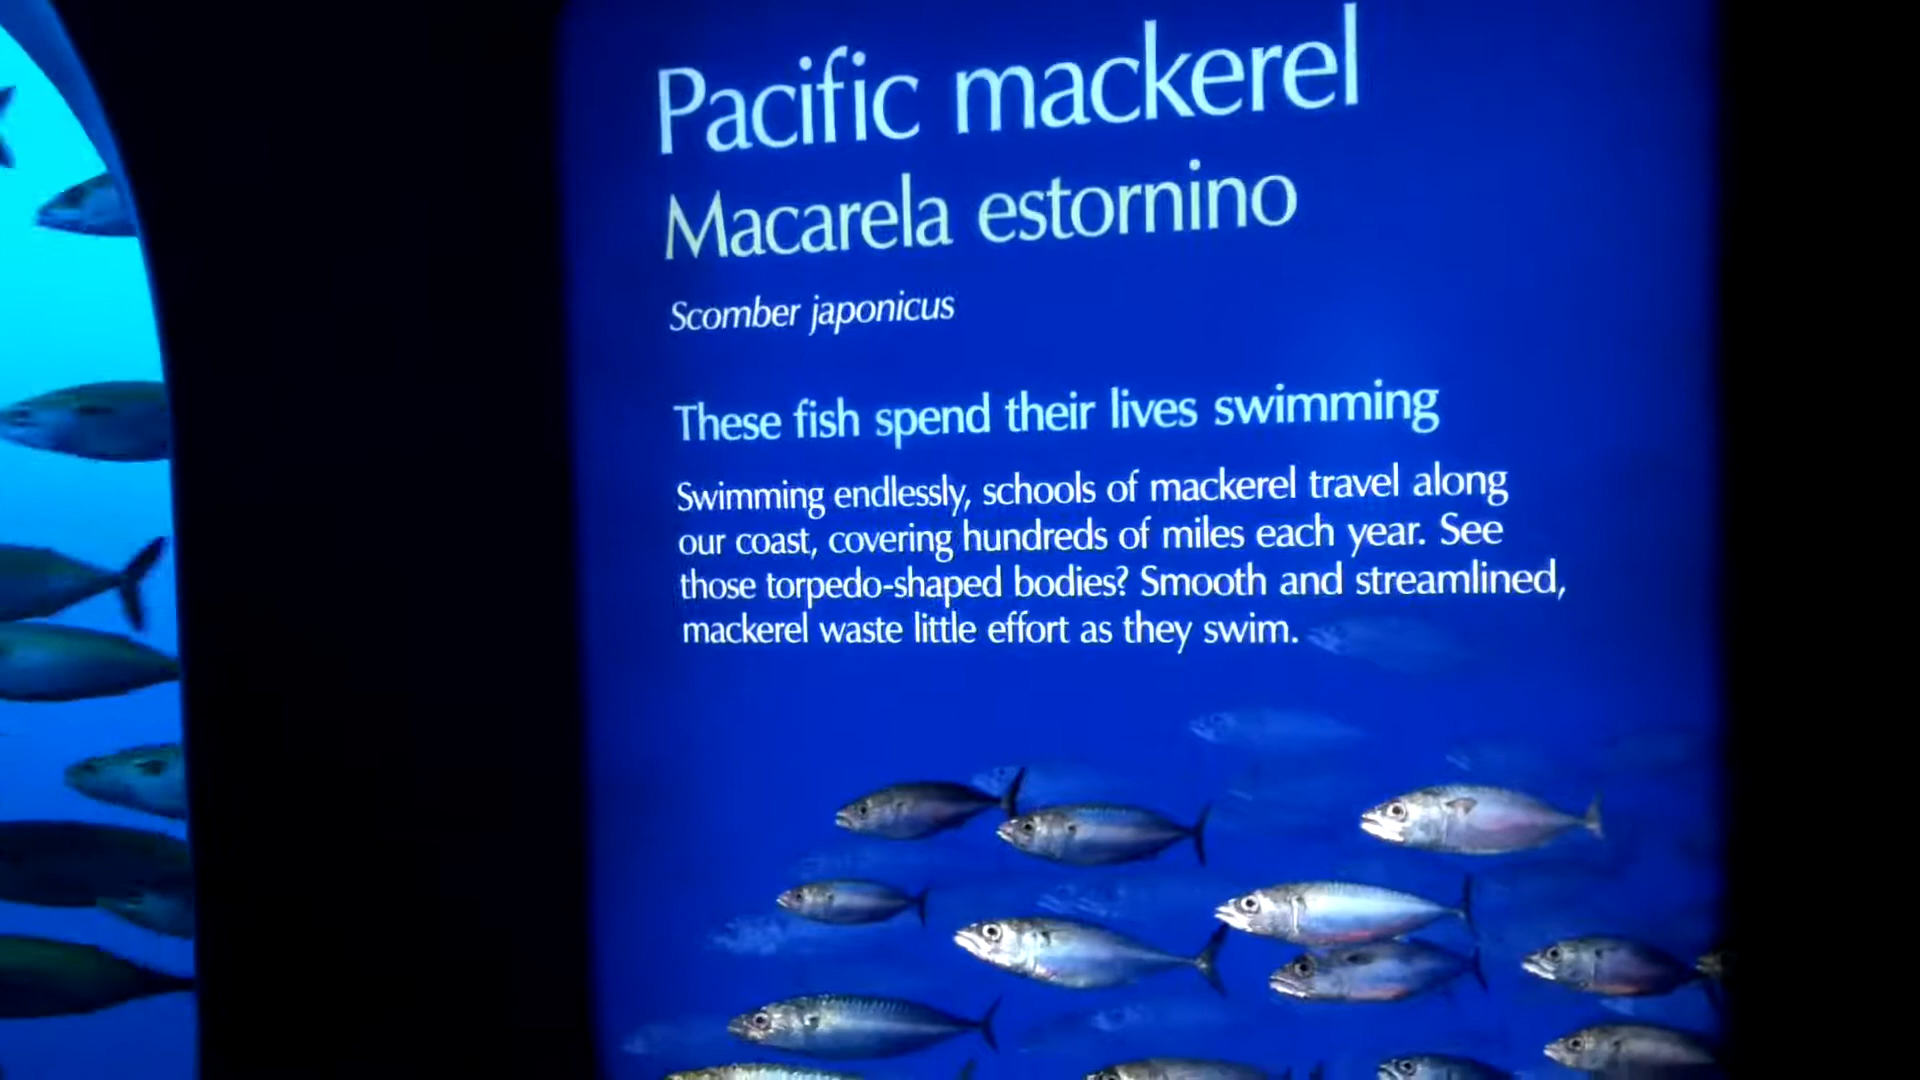 Pacific mackerel
Macarela estornino
Scomber japonicus
These fish spend their lives swimming
Swimming endlessly, schools of mackerel travel along
our coast, covering hundreds of miles each year. See
those torpedo-shaped bodies? Smooth and streamlined,
mackerel waste little effort as they swim.